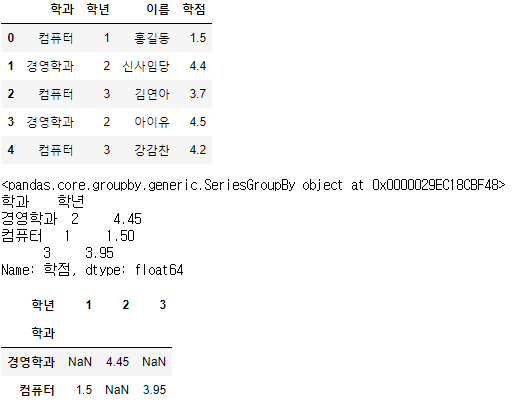 학과 학년 이름 학점
0 컴퓨터 1 홍길동 1.5
1 경영학과 2 신사임당 4.4
2 컴퓨터 3 김연아 3.7
3 경영학과 2 아이유 4.5
4 컴퓨터 3 강감찬 4.2
<pandas.core.groupby.generic.SeriesGroupBy object at 0x0000029EC18CBF48>
학과 학년
경영학과 2 4.45
컴퓨터 1 1.50
3 3.95
Name: 학점, dtype: float64
학년 1 2 3
학과
경영학과 NaN 4.45 NaN
컴퓨터 1.5 NaN 3.95